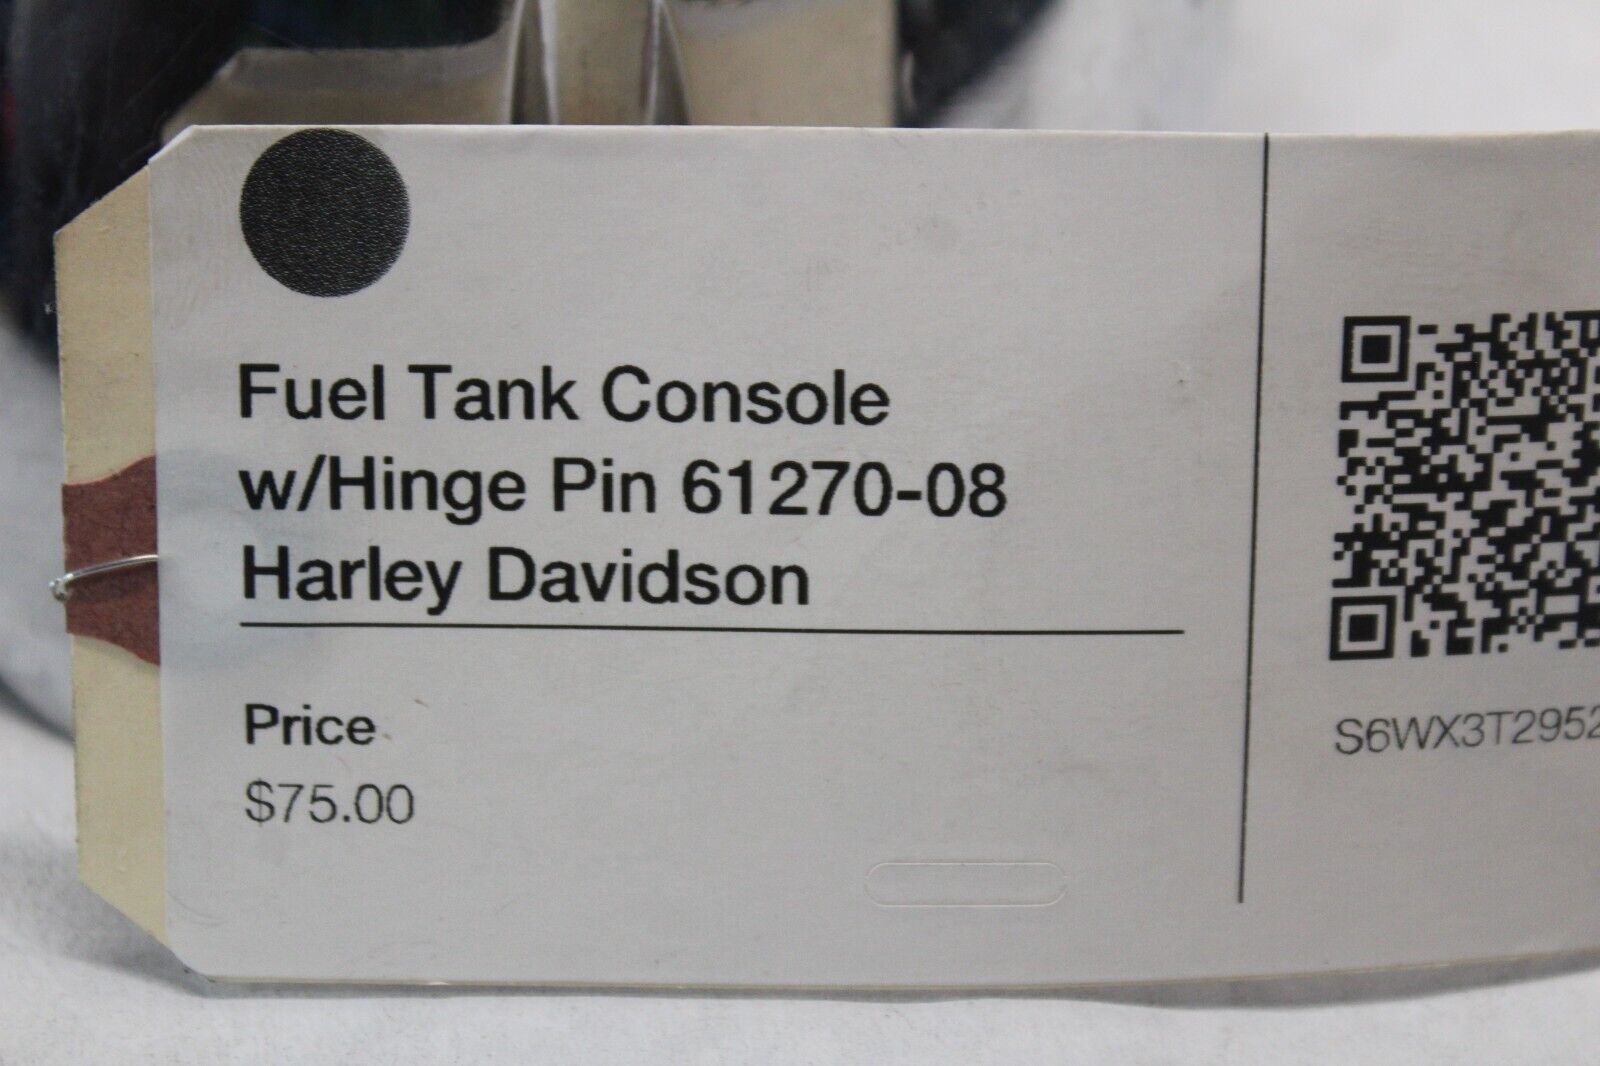 Fuel Tank Console
w/Hinge Pin 61270-08
Harley Davidson
Price
$75.00
S6WX3T2952